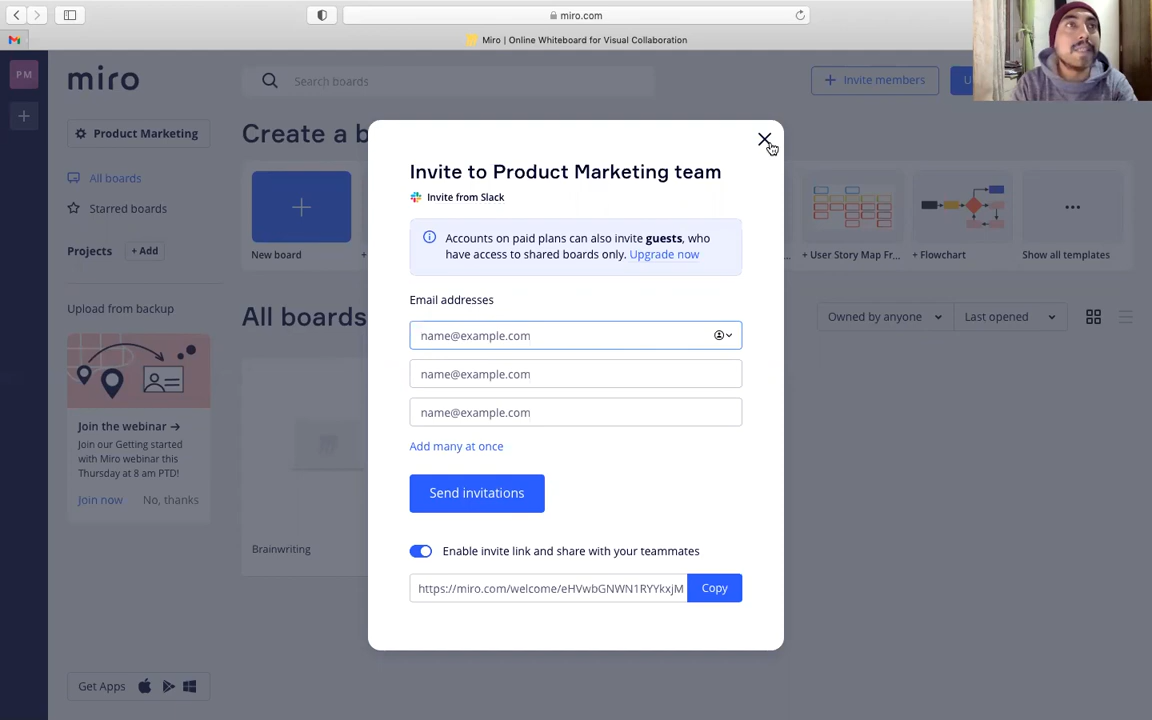 miro.com
Miro | Online Whiteboard for Visual Collaboration
PM
miro
Search boards
Invite members
Product Marketing
Create a b
All boards
Starred boards
Projects
+ Add
New board
+ User Story Map Fr...
+ Flowchart
Show all templates
Upload from backup
All boards
Owned by anyone
Last opened
Join the webinar →
Join our Getting started
with Miro webinar this
Thursday at 8 am PTD!
Join now
No, thanks
Brainwriting
Get Apps
Invite to Product Marketing team
Invite from Slack
Accounts on paid plans can also invite guests, who
have access to shared boards only. Upgrade now
Email addresses
name@example.com
name@example.com
name@example.com
Add many at once
Send invitations
Enable invite link and share with your teammates
https://miro.com/welcome/eHVwbGNWN1RYYkxjM
Copy